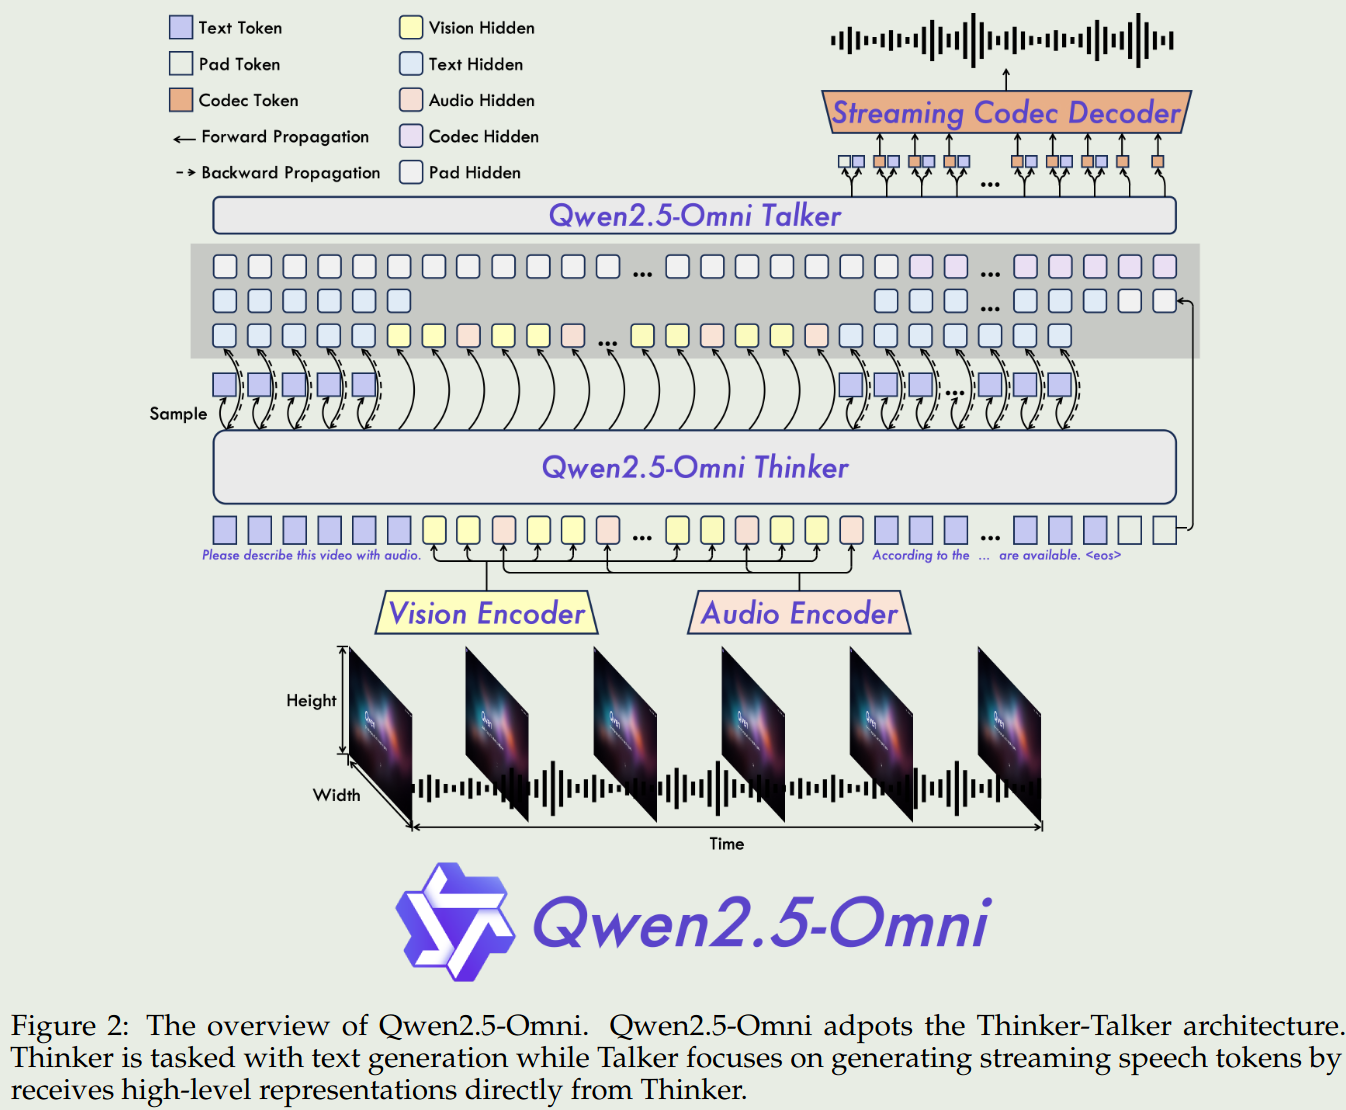 Text Token
Pad Token
Codec Token
Forward Propagation
Backward Propagation
Vision Hidden
Text Hidden
Audio Hidden
Codec Hidden
Pad Hidden
Streaming Codec Decoder
...
Qwen2.5-Omni Talker
... ...
...
...
...
Sample
Qwen2.5-Omni Thinker
... ...
Please describe this video with audio.
According to the ... are available. <eos>
Vision Encoder
Audio Encoder
Height
Width
Time
Qwen2.5-Omni
Figure 2: The overview of Qwen2.5-Omni. Qwen2.5-Omni adpots the Thinker-Talker architecture.
Thinker is tasked with text generation while Talker focuses on generating streaming speech tokens by
receives high-level representations directly from Thinker.